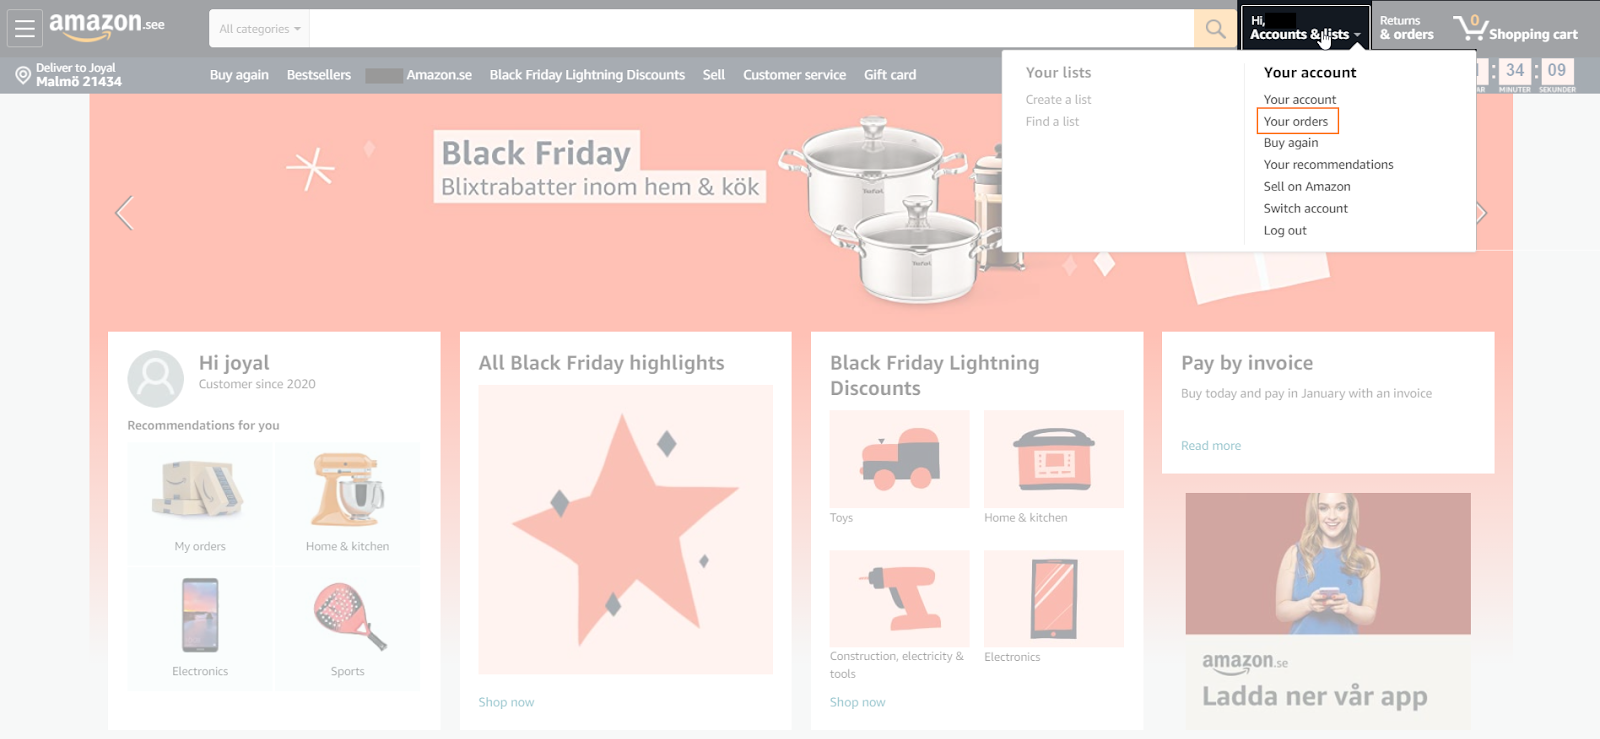 amazon.see
All categories
Hi,
Accounts & lists
Returns
& orders
0
Shopping cart
Deliver to Joyal
Malmö 21434
Buy again
Bestsellers
Amazon.se
Black Friday Lightning Discounts
Sell
Customer service
Gift card
34
:
09
MINUTER
SEKUNDER
Your lists
Create a list
Find a list
Your account
Your account
Your orders
Buy again
Your recommendations
Sell on Amazon
Switch account
Log out
Black Friday
Blixtrabatter inom hem & kök
Hi joyal
Customer since 2020
Recommendations for you
My orders
Home & kitchen
Electronics
Sports
All Black Friday highlights
Shop now
Black Friday Lightning
Discounts
Toys
Home & kitchen
Construction, electricity &
tools
Electronics
Shop now
Pay by invoice
Buy today and pay in January with an invoice
Read more
amazon.se
Ladda ner vår app